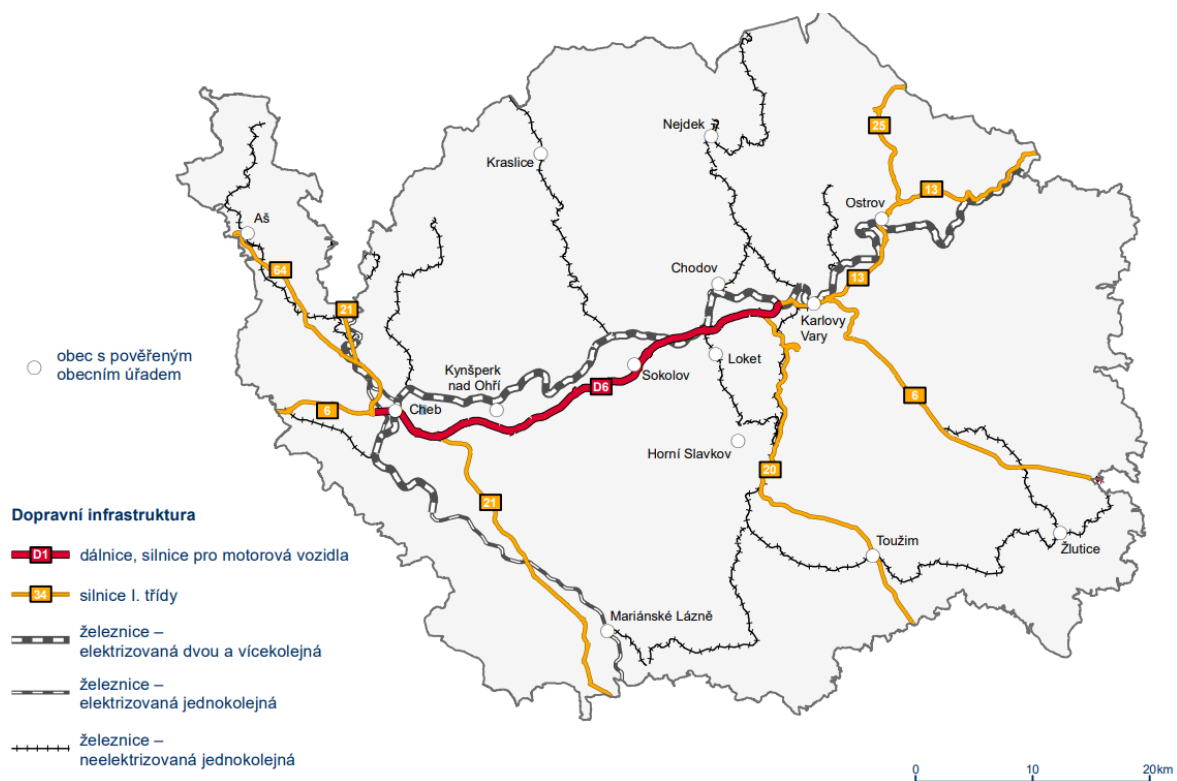 25
Nejdek
Kraslice
13
Ostrov
Aš
64
Chodov
13
21
Karlovy
Vary
obec s pověřeným
obecním úřadem
Kynšperk
nad Ohří
Loket
Sokolov
D6
6
Cheb
6
Horní Slavkov
20
21
Dopravní infrastruktura
Toužim
Žlutice
D1
dálnice, silnice pro motorová vozidla
34
silnice I. třídy
Mariánské Lázně
železnice –
elektrizovaná dvou a vícekolejná
železnice –
elektrizovaná jednokolejná
železnice –
neelektrizovaná jednokolejná
0
10
20km